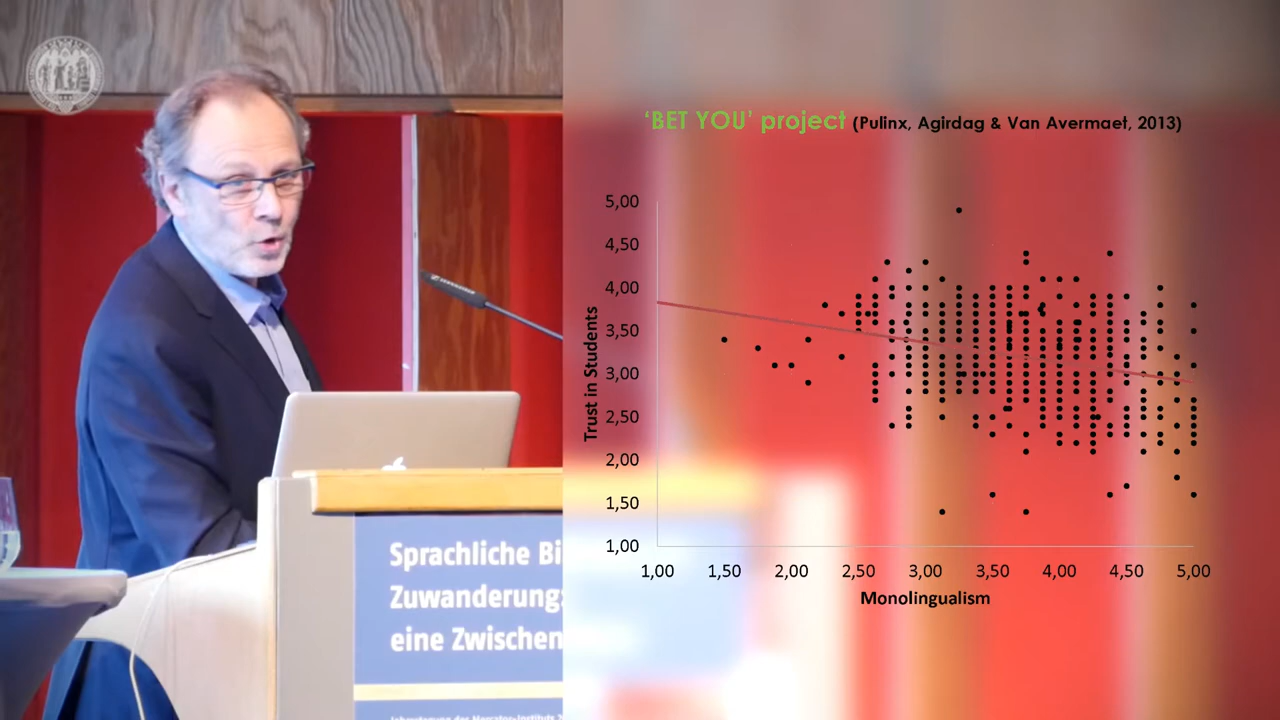 Sprachliche Bi
Zuwanderung:
eine Zwischen
'BET YOU' project (Pulinx, Agirdag & Van Avermaet, 2013)
5,00
4,50
4,00
3,50
3,00
2,50
2,00
1,50
1,00
Trust in Students
1,00 1,50 2,00 2,50 3,00 3,50 4,00 4,50 5,00
Monolingualism